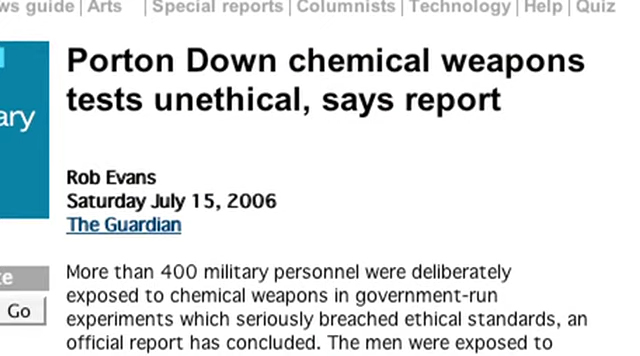 ws guide | Arts | Special reports | Columnists | Technology | Help | Quiz
Porton Down chemical weapons
tests unethical, says report
ary
Rob Evans
Saturday July 15, 2006
The Guardian
More than 400 military personnel were deliberately
exposed to chemical weapons in government-run
experiments which seriously breached ethical standards, an
official report has concluded. The men were exposed to
te
Go